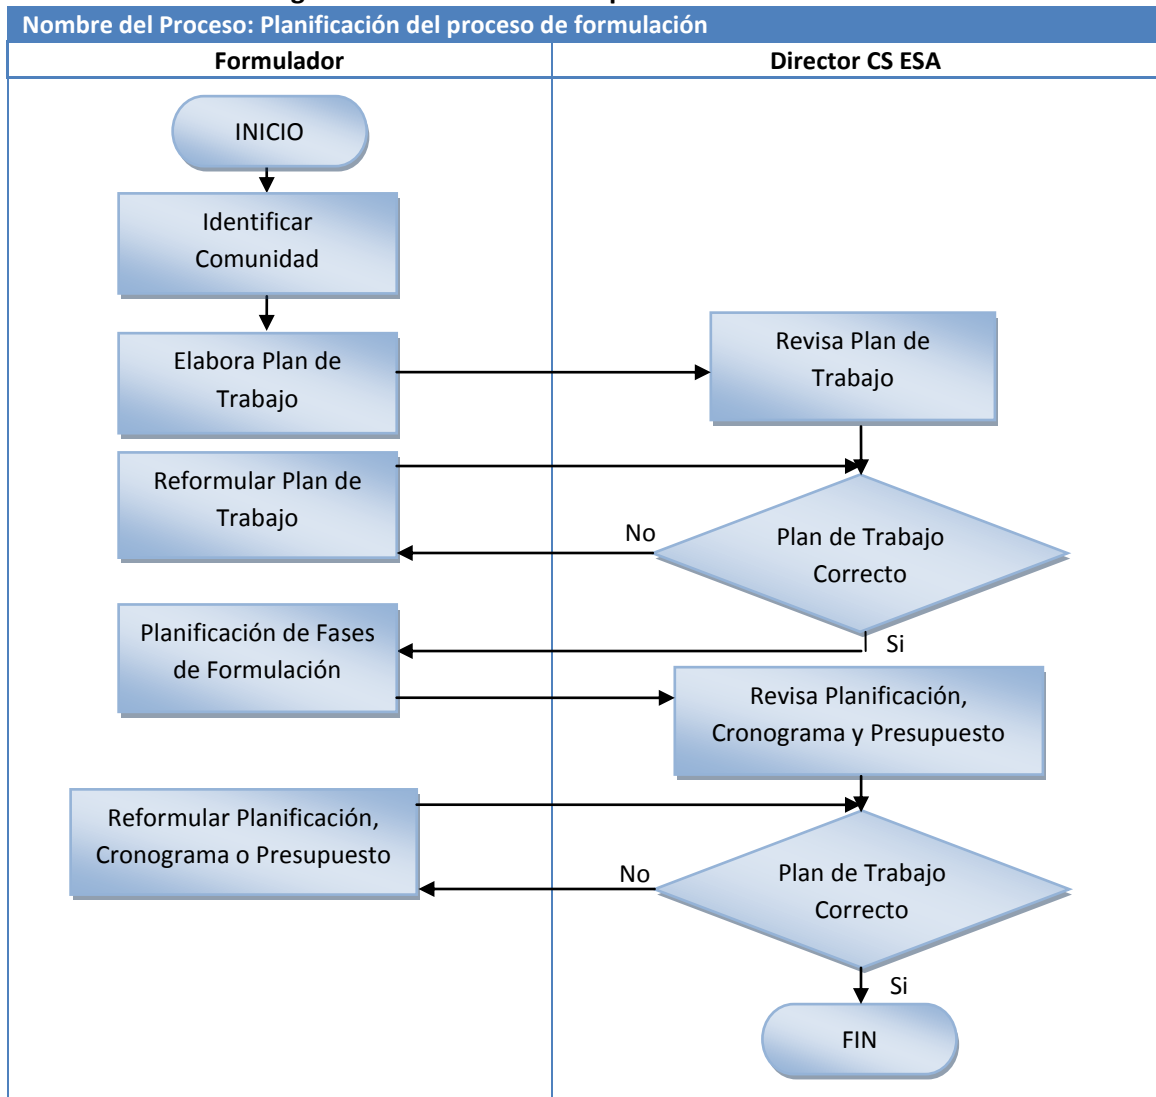 Nombre del Proceso: Planificación del proceso de formulación
Formulador
Director CS ESA
INICIO
Identificar
Comunidad
Elabora Plan de
Trabajo
Revisa Plan de
Trabajo
Reformular Plan de
Trabajo
No
Plan de Trabajo
Correcto
Si
Planificación de Fases
de Formulación
Revisa Planificación,
Cronograma y Presupuesto
Reformular Planificación,
Cronograma o Presupuesto
No
Plan de Trabajo
Correcto
Si
FIN